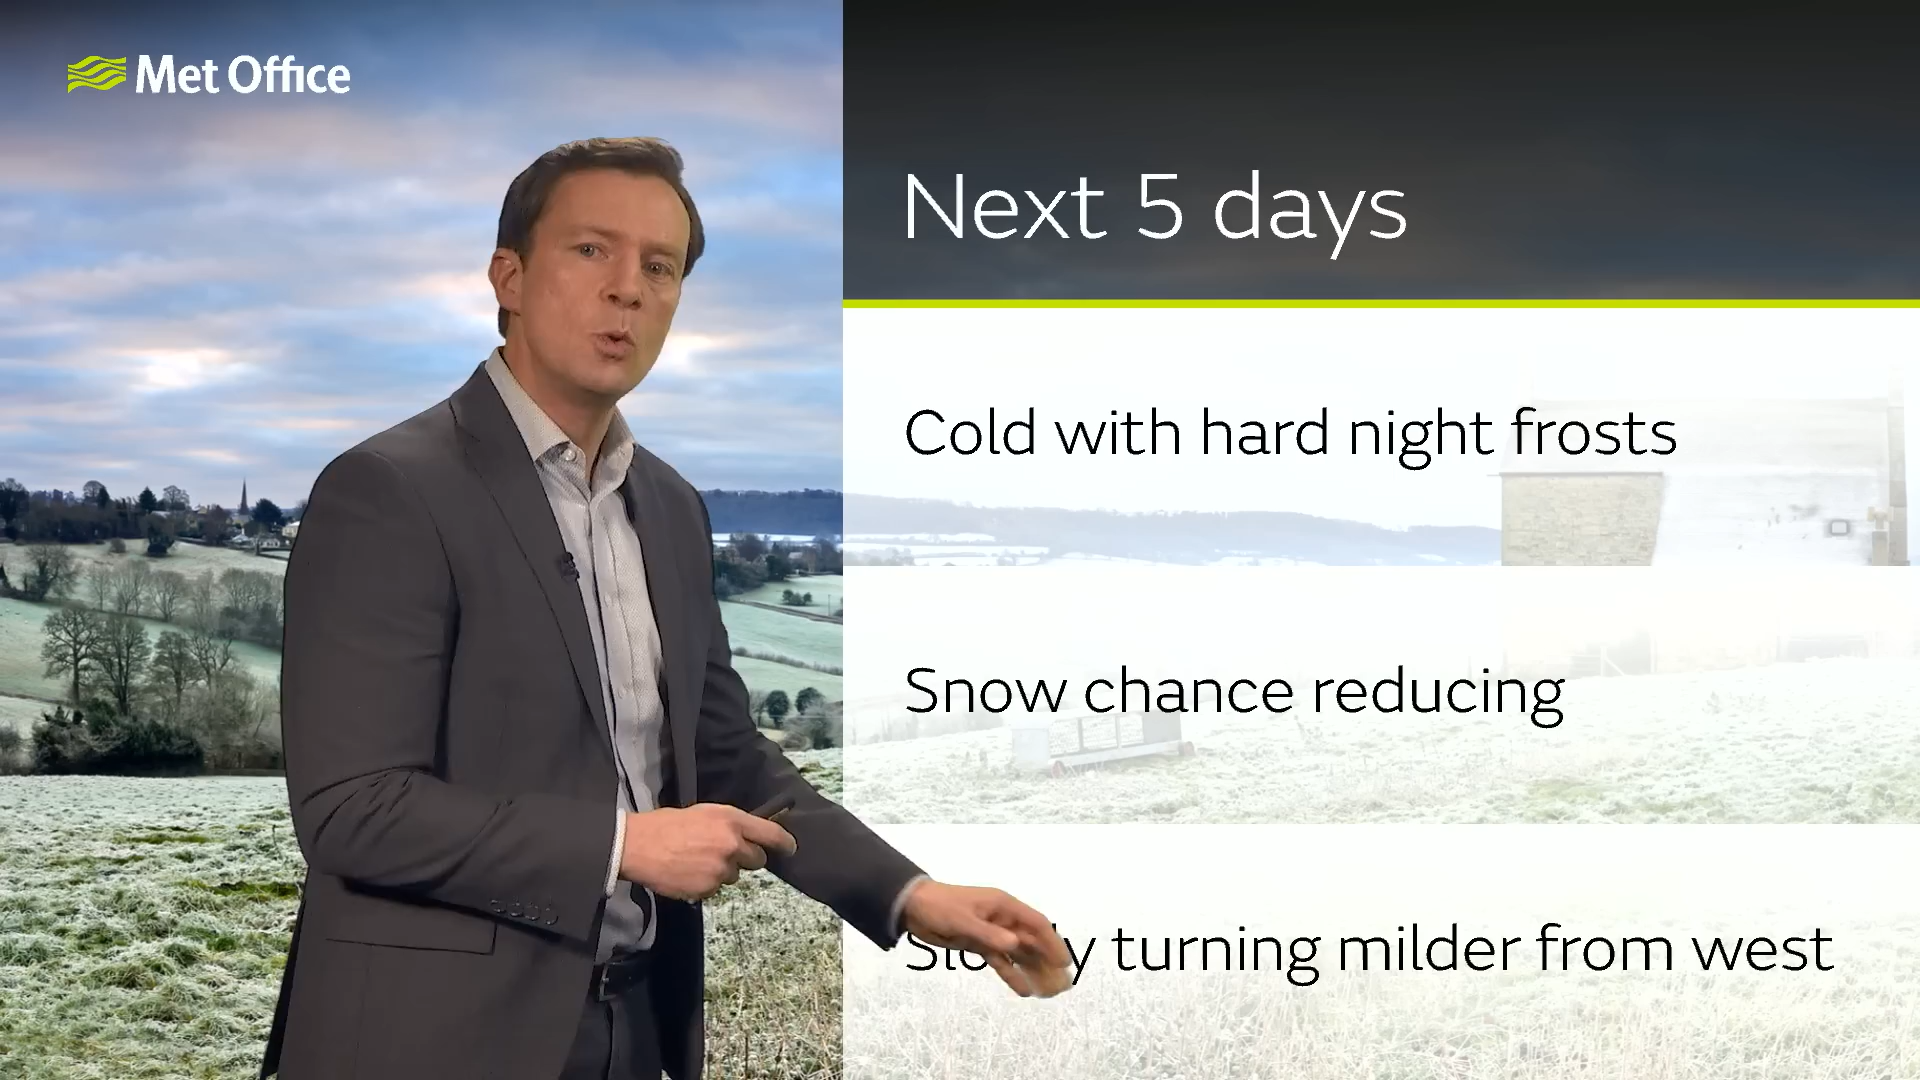 Met Office
Next 5 days
Cold with hard night frosts
Snow chance reducing
turning milder from west